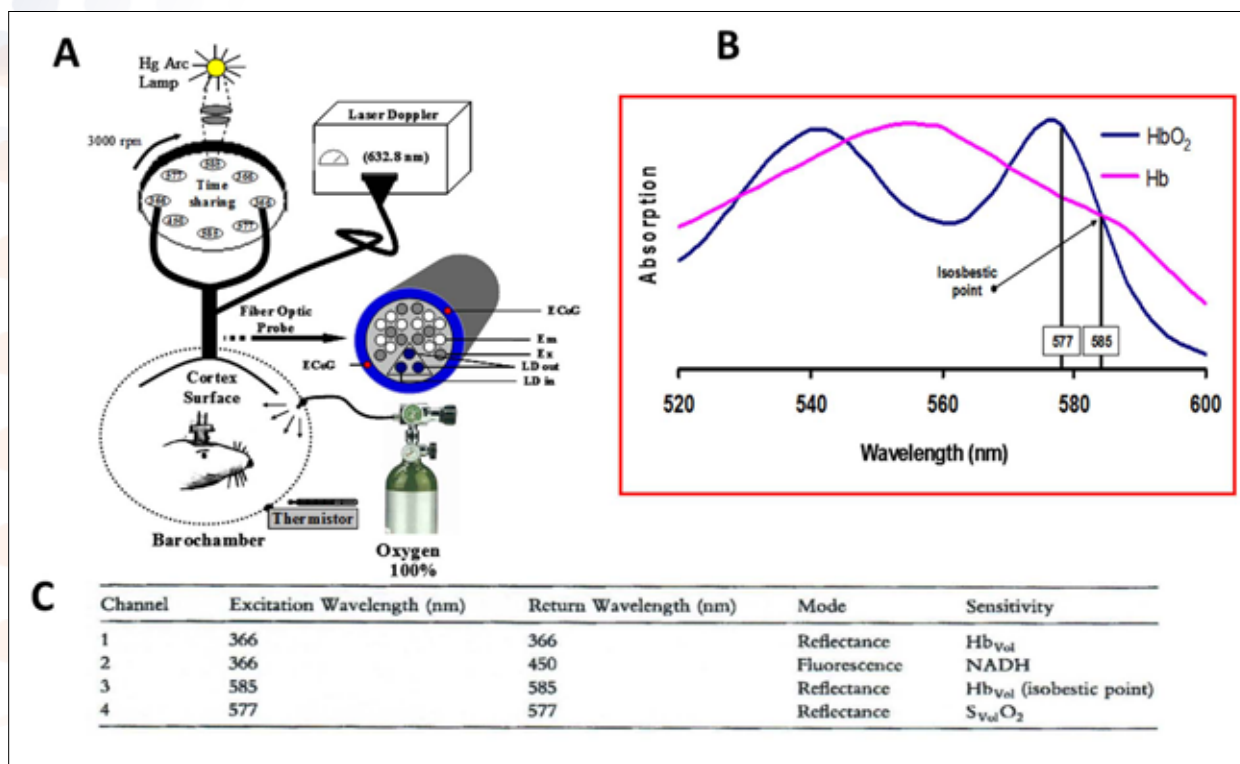 A
Hg Arc
Lamp
3000 rpm
Laser Doppler
(632.8 nm)
577
366
366
366
450
577
585
Time
sharing
Fiber Optic
Probe
ECoG
Em
Ex
LD out
LD in
ECoG
Cortex
Surface
Thermistor
Barochamber
Oxygen
100%
B
HbO2
Hb
Absorption
Isosbestic
point
577
585
520
540
560
580
600
Wavelength (nm)
C
Channel Excitation Wavelength (nm) Return Wavelength (nm) Mode Sensitivity
1 366 366 Reflectance HbVol
2 366 450 Fluorescence NADH
3 585 585 Reflectance HbVol (isobestic point)
4 577 577 Reflectance SVolO2